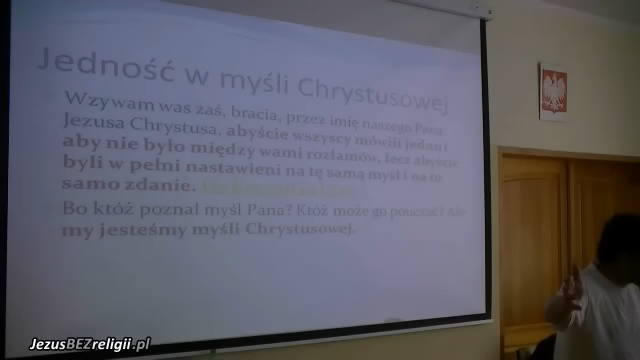 Jedność w myśli Chrystusowej
Wzywam was zaś, bracia, przez imię naszego Pana
Jezusa Chrystusa, abyście wszyscy mówili jedno i
aby nie było między wami rozłamów, lecz abyście
byli w pełni nastawieni na tę samą myśl i na to
samo zdanie.
Bo któż poznał myśl Pana? Któż może go pouczać? Ale
my jesteśmy myśli Chrystusowej.
JezusBEZreligii.pl